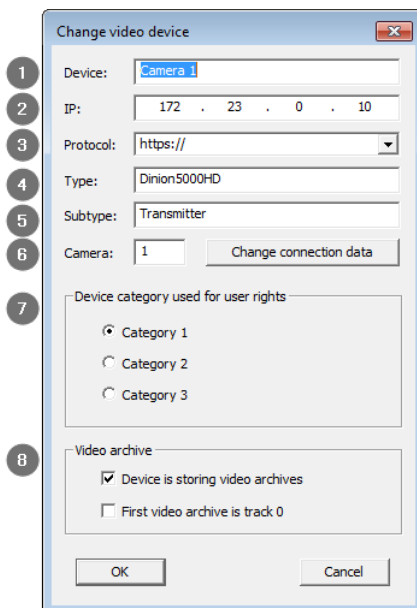 Change video device
1 Device: Camera 1
2 IP: 172 . 23 . 0 . 10
3 Protocol: https://
4 Type: Dinion5000HD
5 Subtype: Transmitter
6 Camera: 1 Change connection data
7 Device category used for user rights
Category 1
Category 2
Category 3
8 Video archive
Device is storing video archives
First video archive is track 0
OK Cancel